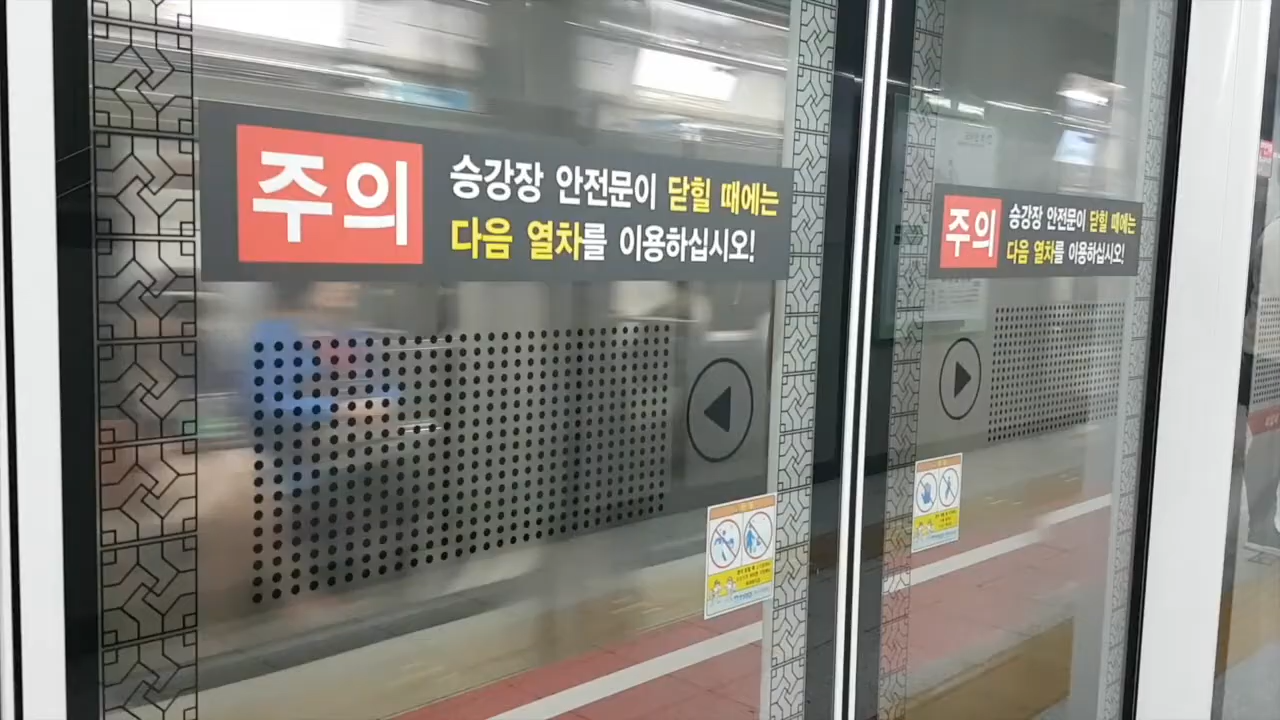 주의
승강장 안전문이 닫힐 때에는
다음 열차를 이용하십시오!
주의
승강장 안전문이 닫힐 때에는
다음 열차를 이용하십시오!